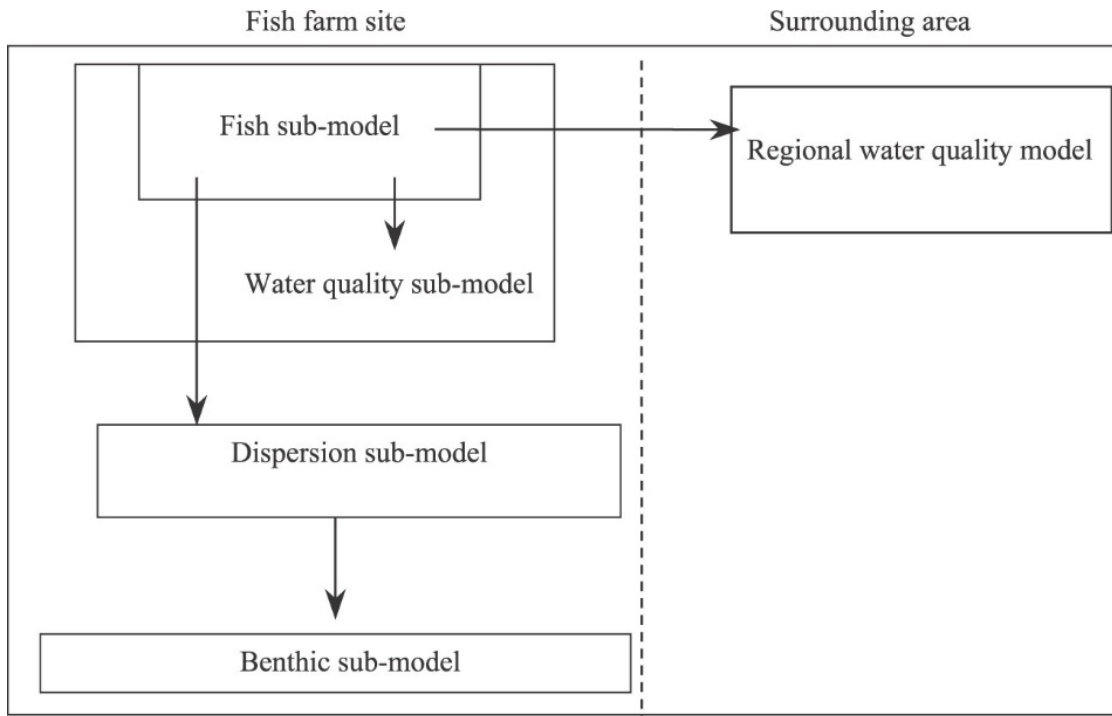 Fish farm site
Surrounding area
Fish sub-model
Regional water quality model
Water quality sub-model
Dispersion sub-model
Benthic sub-model